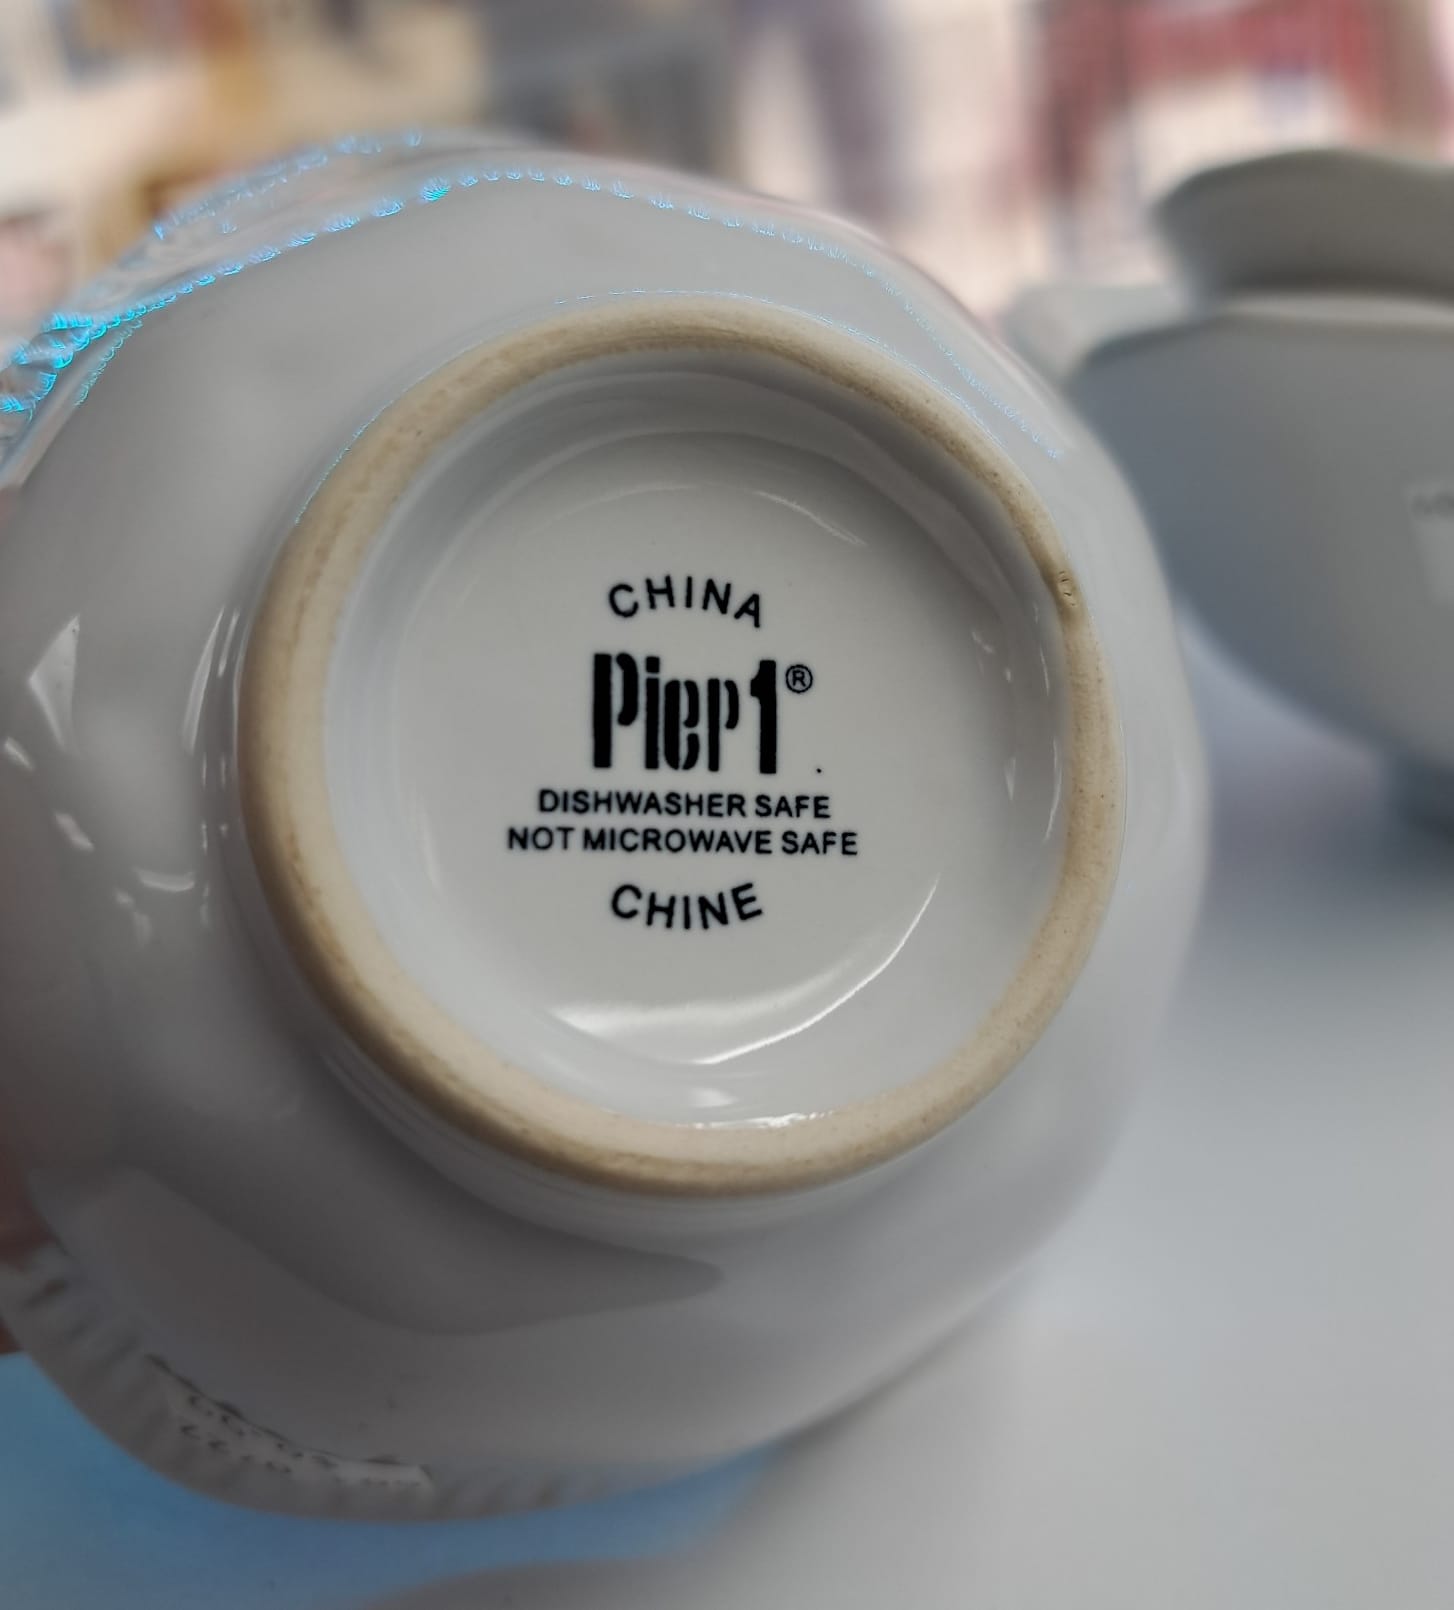 CHINA
Pier1®
DISHWASHER SAFE
NOT MICROWAVE SAFE
CHINE